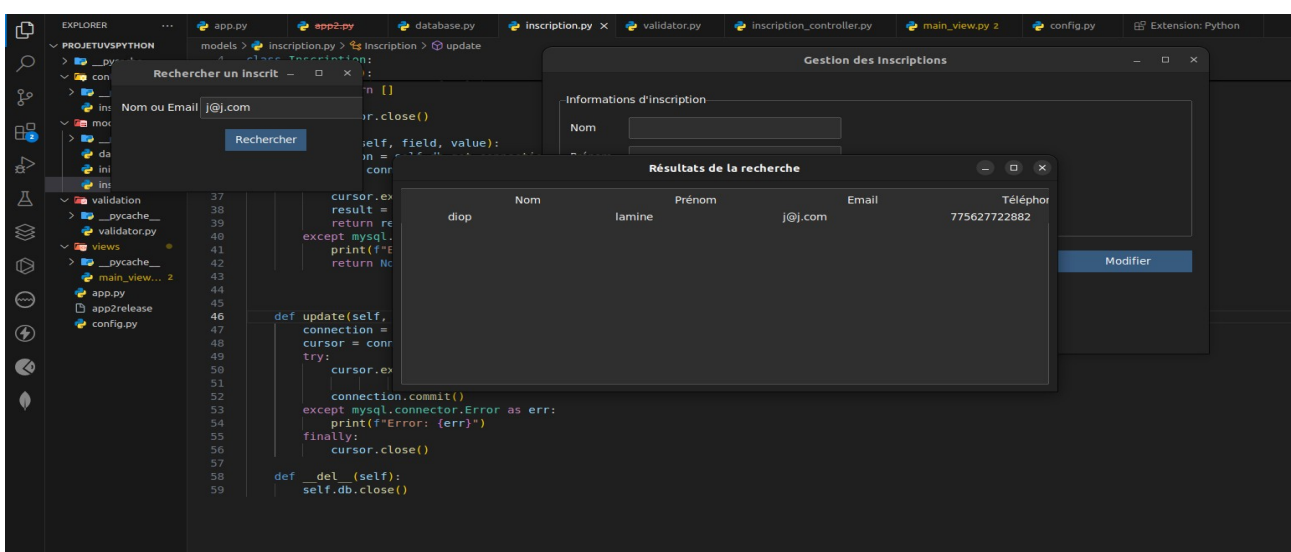 EXPLORER ...
app.py
app2.py
database.py
inscription.py ×
validator.py
inscription_controller.py
main_view.py 2
config.py
Extension: Python
PROJETUVSPYTHON
models > inscription.py > Inscription > update
Rechercher un inscrit – □ ×
Nom ou Email j@j.com
Rechercher
Gestion des Inscriptions – □ ×
Informations d'inscription
Nom
Modifier
Résultats de la recherche – □ ×
Nom Prénom Email Téléphor
diop lamine j@j.com 775627722882
validation
__pycache__
validator.py
views
__pycache__
main_view... 2
app.py
app2release
config.py
2
class Inscription:
rn []
or.close()
self, field, value):
37 cursor.ex
38 result =
39 return re
40 except mysql.
41 print(f"E
42 return No
43
44
45
46 def update(self,
47 connection =
48 cursor = conn
49 try:
50 cursor.ex
51
52 connection.commit()
53 except mysql.connector.Error as err:
54 print(f"Error: {err}")
55 finally:
56 cursor.close()
57
58 def __del__(self):
59 self.db.close()